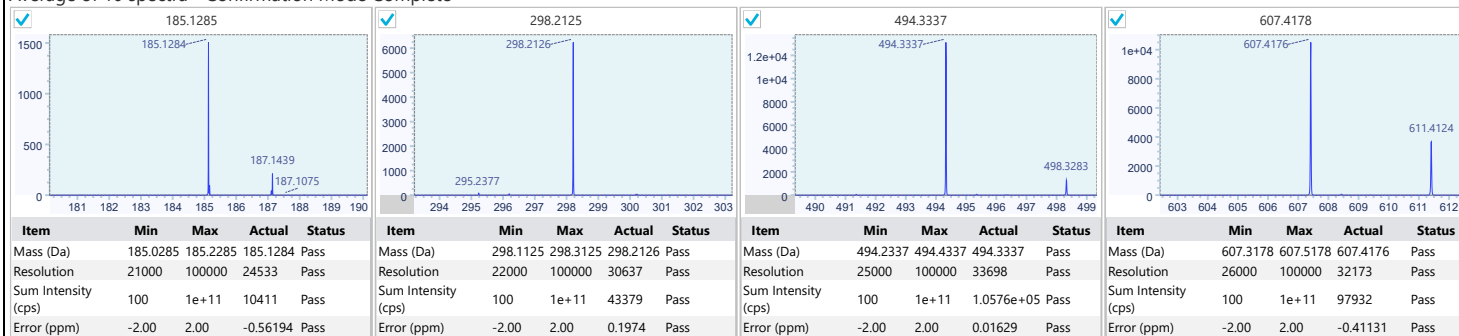 185.1285
1500
1000
500
0
185.1284
187.1439
187.1075
181 182 183 184 185 186 187 188 189 190
Item Min Max Actual Status
Mass (Da) 185.0285 185.2285 185.1284 Pass
Resolution 21000 100000 24533 Pass
Sum Intensity (cps) 100 1e+11 10411 Pass
Error (ppm) -2.00 2.00 -0.56194 Pass
298.2125
6000
5000
4000
3000
2000
1000
0
298.2126
295.2377
294 295 296 297 298 299 300 301 302 303
Item Min Max Actual Status
Mass (Da) 298.1125 298.3125 298.2126 Pass
Resolution 22000 100000 30637 Pass
Sum Intensity (cps) 100 1e+11 43379 Pass
Error (ppm) -2.00 2.00 0.1974 Pass
494.3337
1.2e+04
1e+04
8000
6000
4000
2000
0
494.3337
498.3283
490 491 492 493 494 495 496 497 498 499
Item Min Max Actual Status
Mass (Da) 494.2337 494.4337 494.3337 Pass
Resolution 25000 100000 33698 Pass
Sum Intensity (cps) 100 1e+11 1.0576e+05 Pass
Error (ppm) -2.00 2.00 0.01629 Pass
607.4178
1e+04
8000
6000
4000
2000
0
607.4176
611.4124
603 604 605 606 607 608 609 610 611 612
Item Min Max Actual Status
Mass (Da) 607.3178 607.5178 607.4176 Pass
Resolution 26000 100000 32173 Pass
Sum Intensity (cps) 100 1e+11 97932 Pass
Error (ppm) -2.00 2.00 -0.41131 Pass